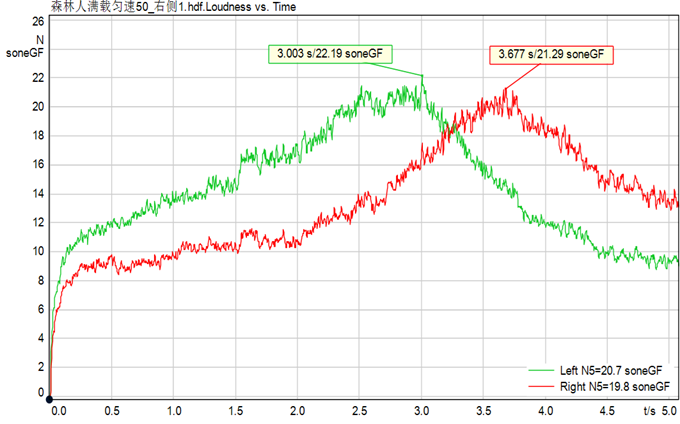 森林人满载匀速50_右侧1.hdf.Loudness vs. Time
26
N
soneGF
22
20
18
16
14
12
10
8
6
4
2
0
3.003 s/22.19 soneGF
3.677 s/21.29 soneGF
Left N5=20.7 soneGF
Right N5=19.8 soneGF
0.0 0.5 1.0 1.5 2.0 2.5 3.0 3.5 4.0 t/s 5.0